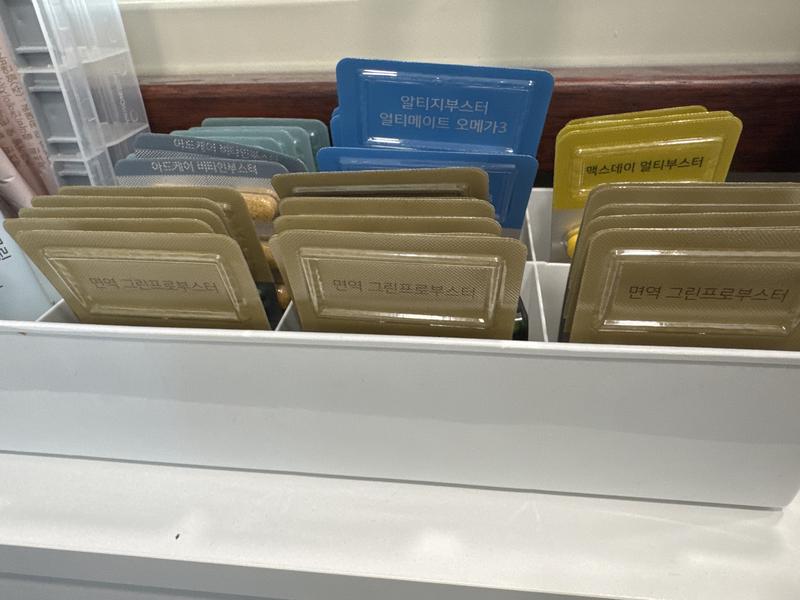 알티지부스터
얼티메이트 오메가3
맥스데이 멀티부스터
면역 그린프로부스터
면역 그린프로부스터
면역 그린프로부스터